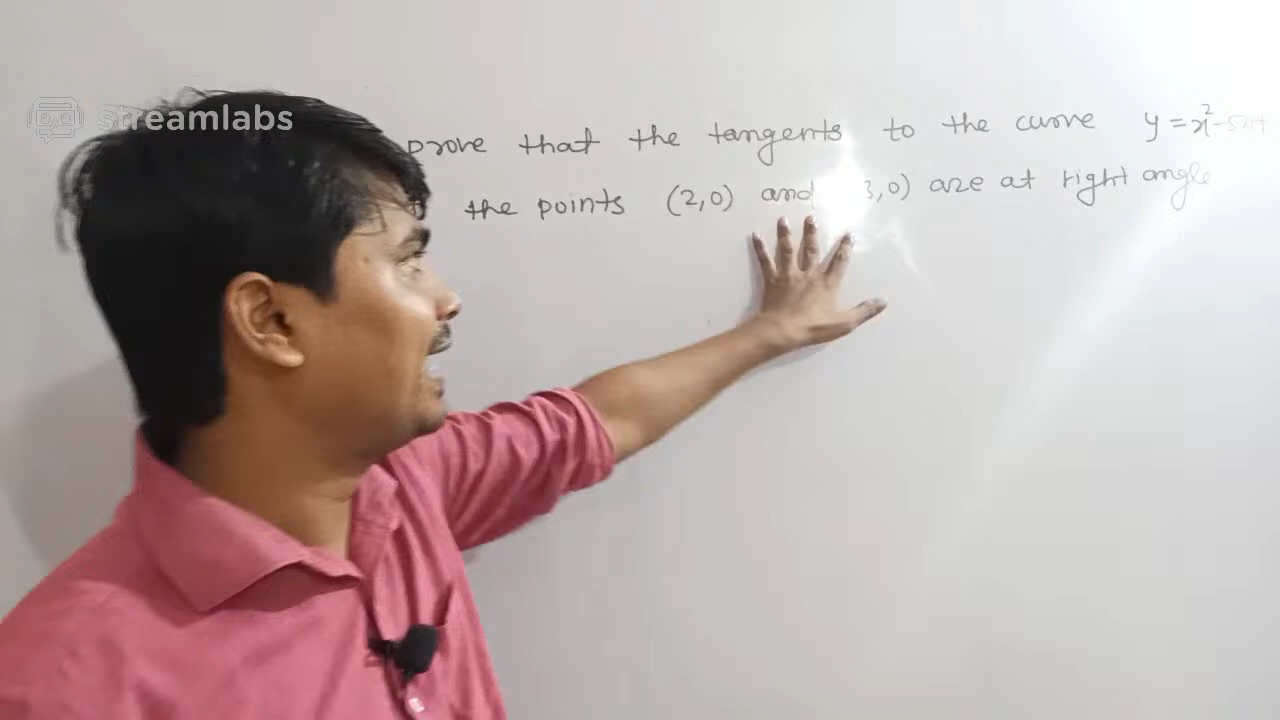 streamlabs
prove that the tangents to the curve y = x² - 5x +
the points (2,0) and 3,0) are at right angle